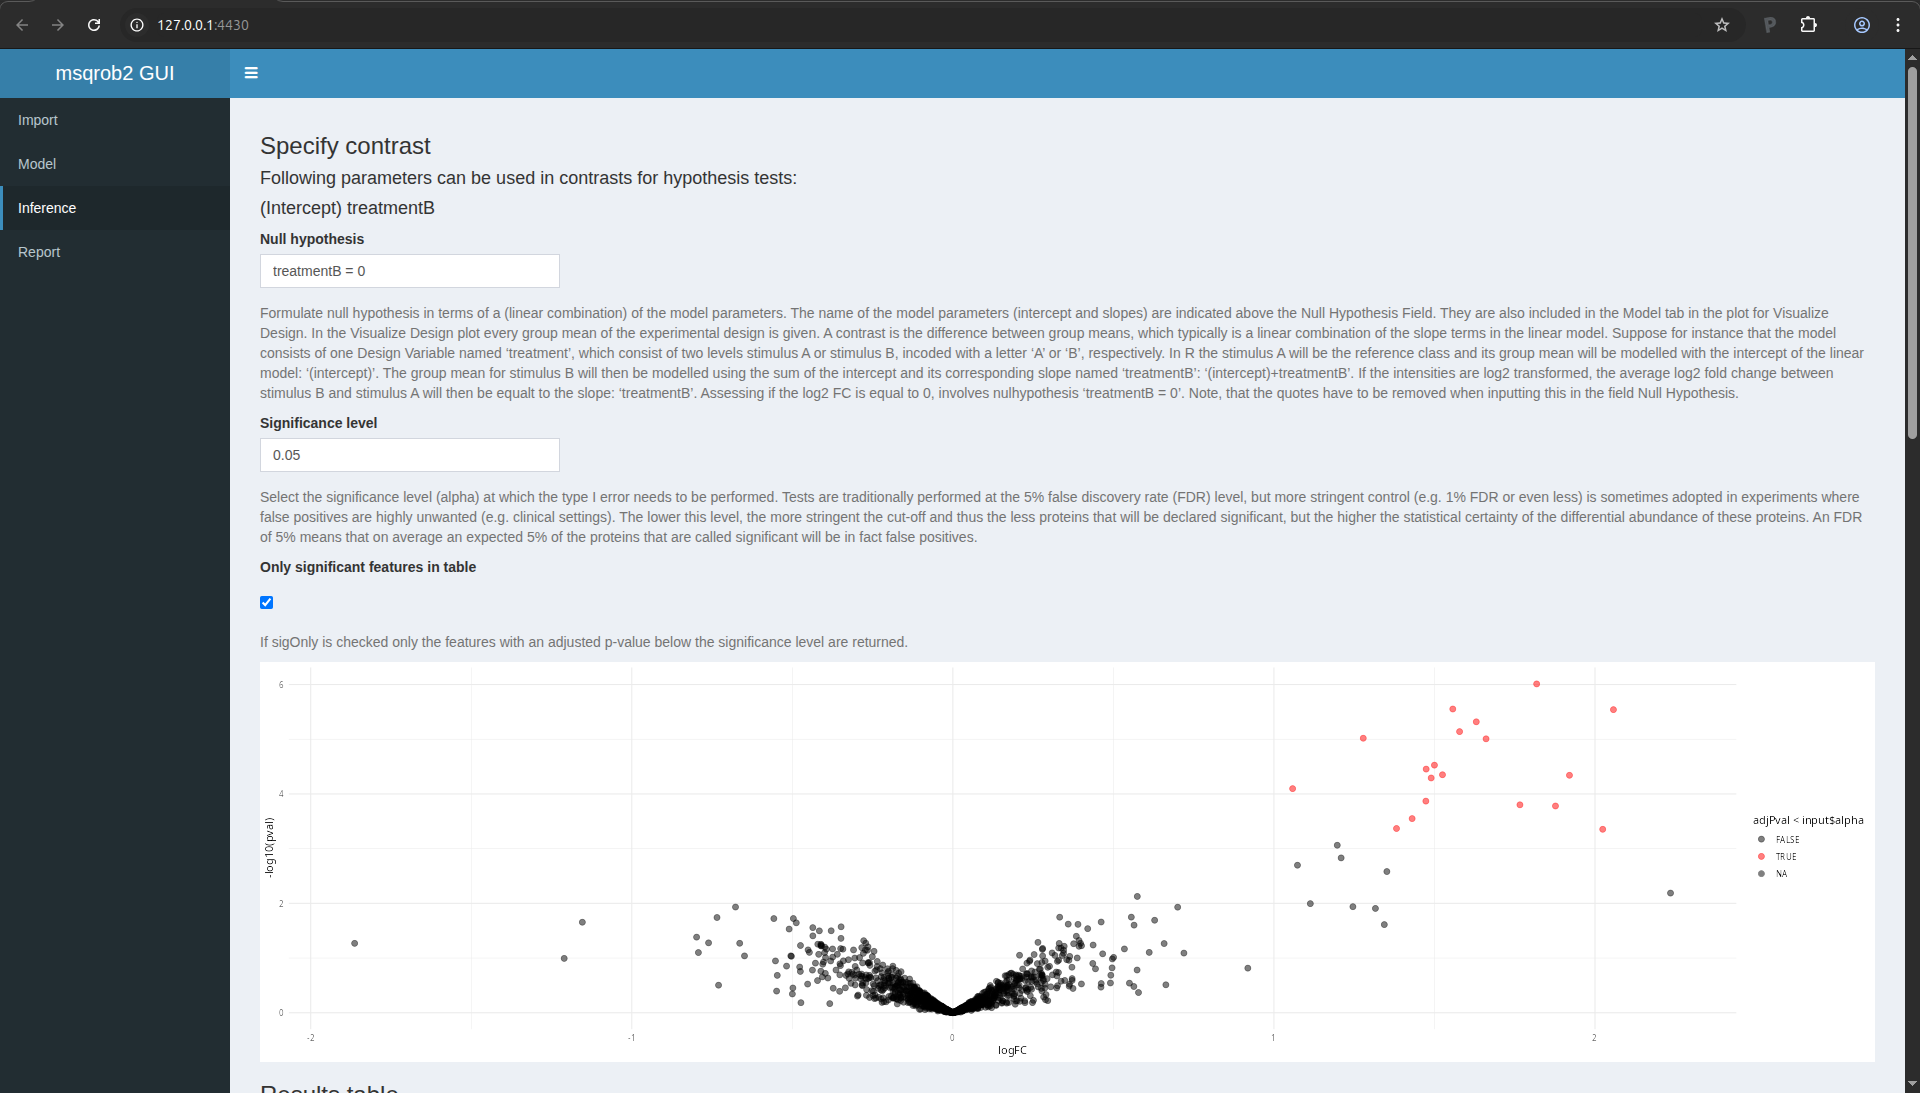 127.0.0.1:4430
msqrob2 GUI
Import
Model
Inference
Report
Specify contrast
Following parameters can be used in contrasts for hypothesis tests:
(Intercept) treatmentB
Null hypothesis
treatmentB = 0
Formulate null hypothesis in terms of a (linear combination) of the model parameters. The name of the model parameters (intercept and slopes) are indicated above the Null Hypothesis Field. They are also included in the Model tab in the plot for Visualize
Design. In the Visualize Design plot every group mean of the experimental design is given. A contrast is the difference between group means, which typically is a linear combination of the slope terms in the linear model. Suppose for instance that the model
consists of one Design Variable named ‘treatment’, which consist of two levels stimulus A or stimulus B, incoded with a letter ‘A’ or ‘B’, respectively. In R the stimulus A will be the reference class and its group mean will be modelled with the intercept of the linear
model: ‘(intercept)’. The group mean for stimulus B will then be modelled using the sum of the intercept and its corresponding slope named ‘treatmentB’: ‘(intercept)+treatmentB’. If the intensities are log2 transformed, the average log2 fold change between
stimulus B and stimulus A will then be equalt to the slope: ‘treatmentB’. Assessing if the log2 FC is equal to 0, involves nulhypothesis ‘treatmentB = 0’. Note, that the quotes have to be removed when inputting this in the field Null Hypothesis.
Significance level
0.05
Select the significance level (alpha) at which the type I error needs to be performed. Tests are traditionally performed at the 5% false discovery rate (FDR) level, but more stringent control (e.g. 1% FDR or even less) is sometimes adopted in experiments where
false positives are highly unwanted (e.g. clinical settings). The lower this level, the more stringent the cut-off and thus the less proteins that will be declared significant, but the higher the statistical certainty of the differential abundance of these proteins. An FDR
of 5% means that on average an expected 5% of the proteins that are called significant will be in fact false positives.
Only significant features in table
If sigOnly is checked only the features with an adjusted p-value below the significance level are returned.
6
4
2
0
-log10(pval)
-2
-1
0
1
2
logFC
adjPval < input$alpha
FALSE
TRUE
NA
Results table